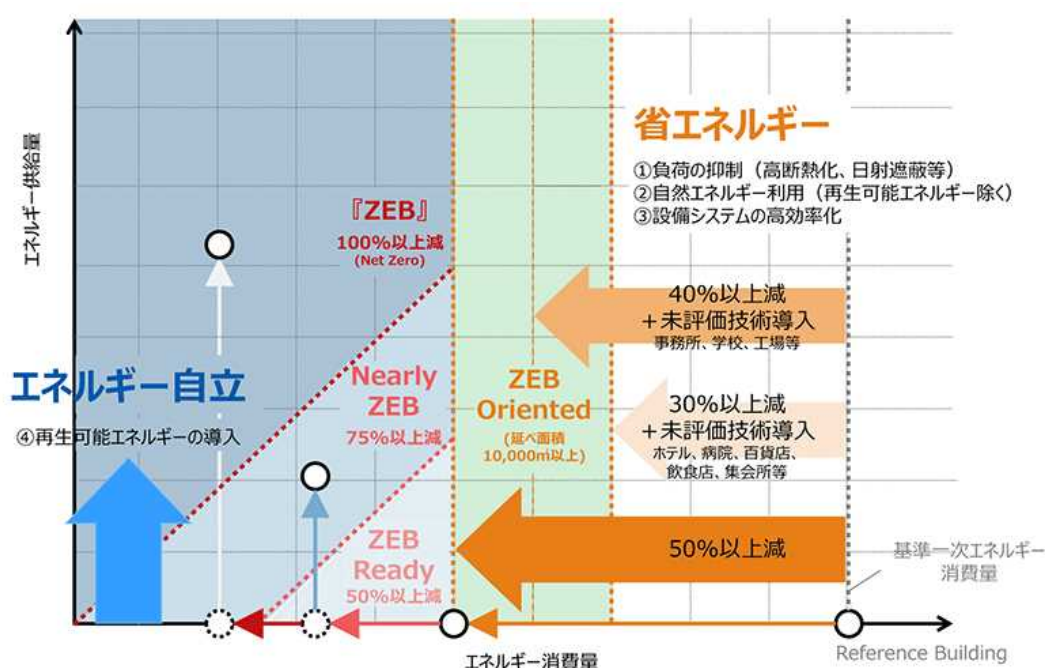 エネルギー供給量
省エネルギー
①負荷の抑制（高断熱化、日射遮蔽等）
②自然エネルギー利用（再生可能エネルギー除く）
③設備システムの高効率化
『ZEB』
100%以上減
(Net Zero)
40%以上減
＋未評価技術導入
事務所、学校、工場等
エネルギー自立
④再生可能エネルギーの導入
Nearly
ZEB
75%以上減
ZEB
Oriented
(延べ面積
10,000㎡以上)
30%以上減
＋未評価技術導入
ホテル、病院、百貨店、
飲食店、集会所等
ZEB
Ready
50%以上減
50%以上減
基準一次エネルギー
消費量
エネルギー消費量
Reference Building